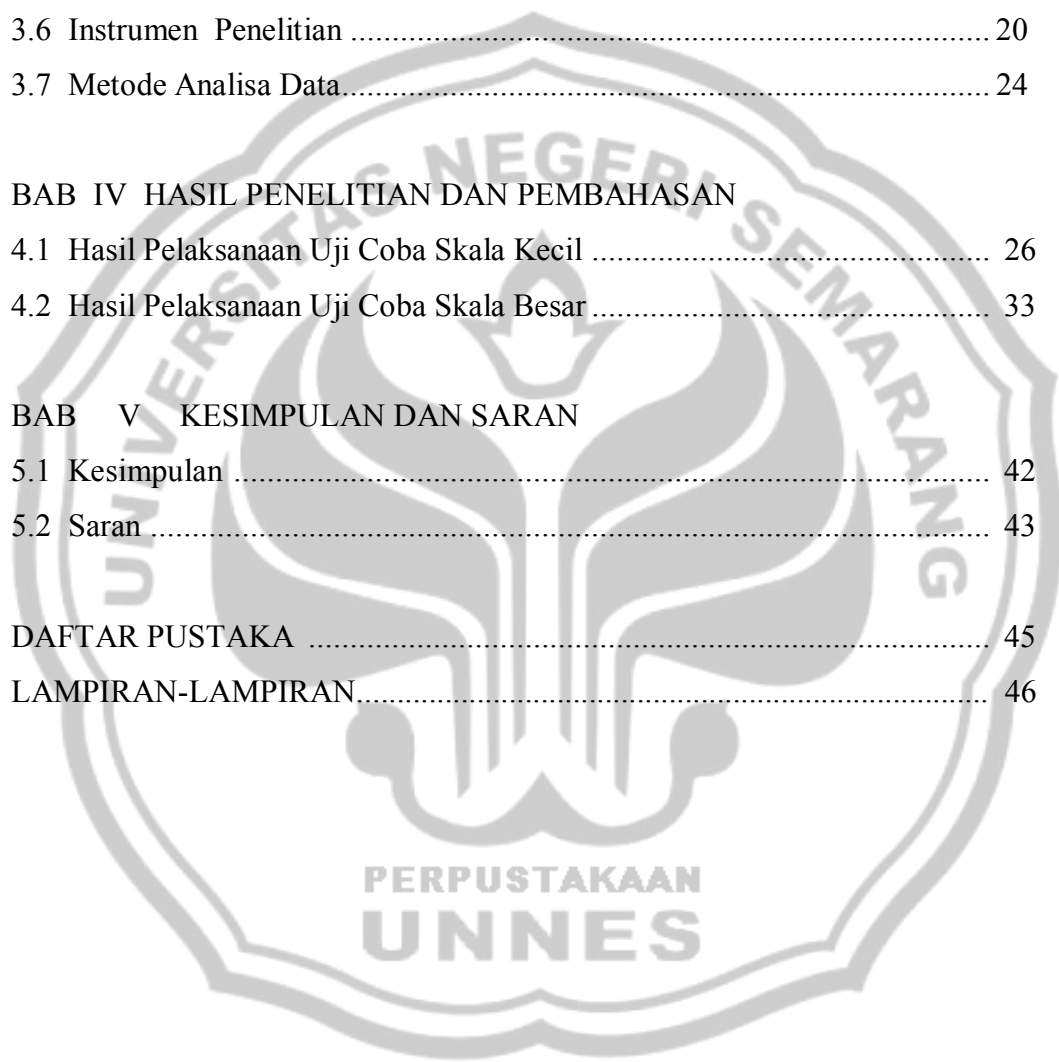 3.6 Instrumen Penelitian ........................................................................ 20
3.7 Metode Analisa Data........................................................................ 24
BAB IV HASIL PENELITIAN DAN PEMBAHASAN
4.1 Hasil Pelaksanaan Uji Coba Skala Kecil ............................................. 26
4.2 Hasil Pelaksanaan Uji Coba Skala Besar ............................................. 33
BAB V KESIMPULAN DAN SARAN
5.1 Kesimpulan ..................................................................................... 42
5.2 Saran .............................................................................................. 43
DAFTAR PUSTAKA ............................................................................. 45
LAMPIRAN-LAMPIRAN....................................................................... 46
UNIVERSITAS NEGERI SEMARANG
PERPUSTAKAAN
UNNES